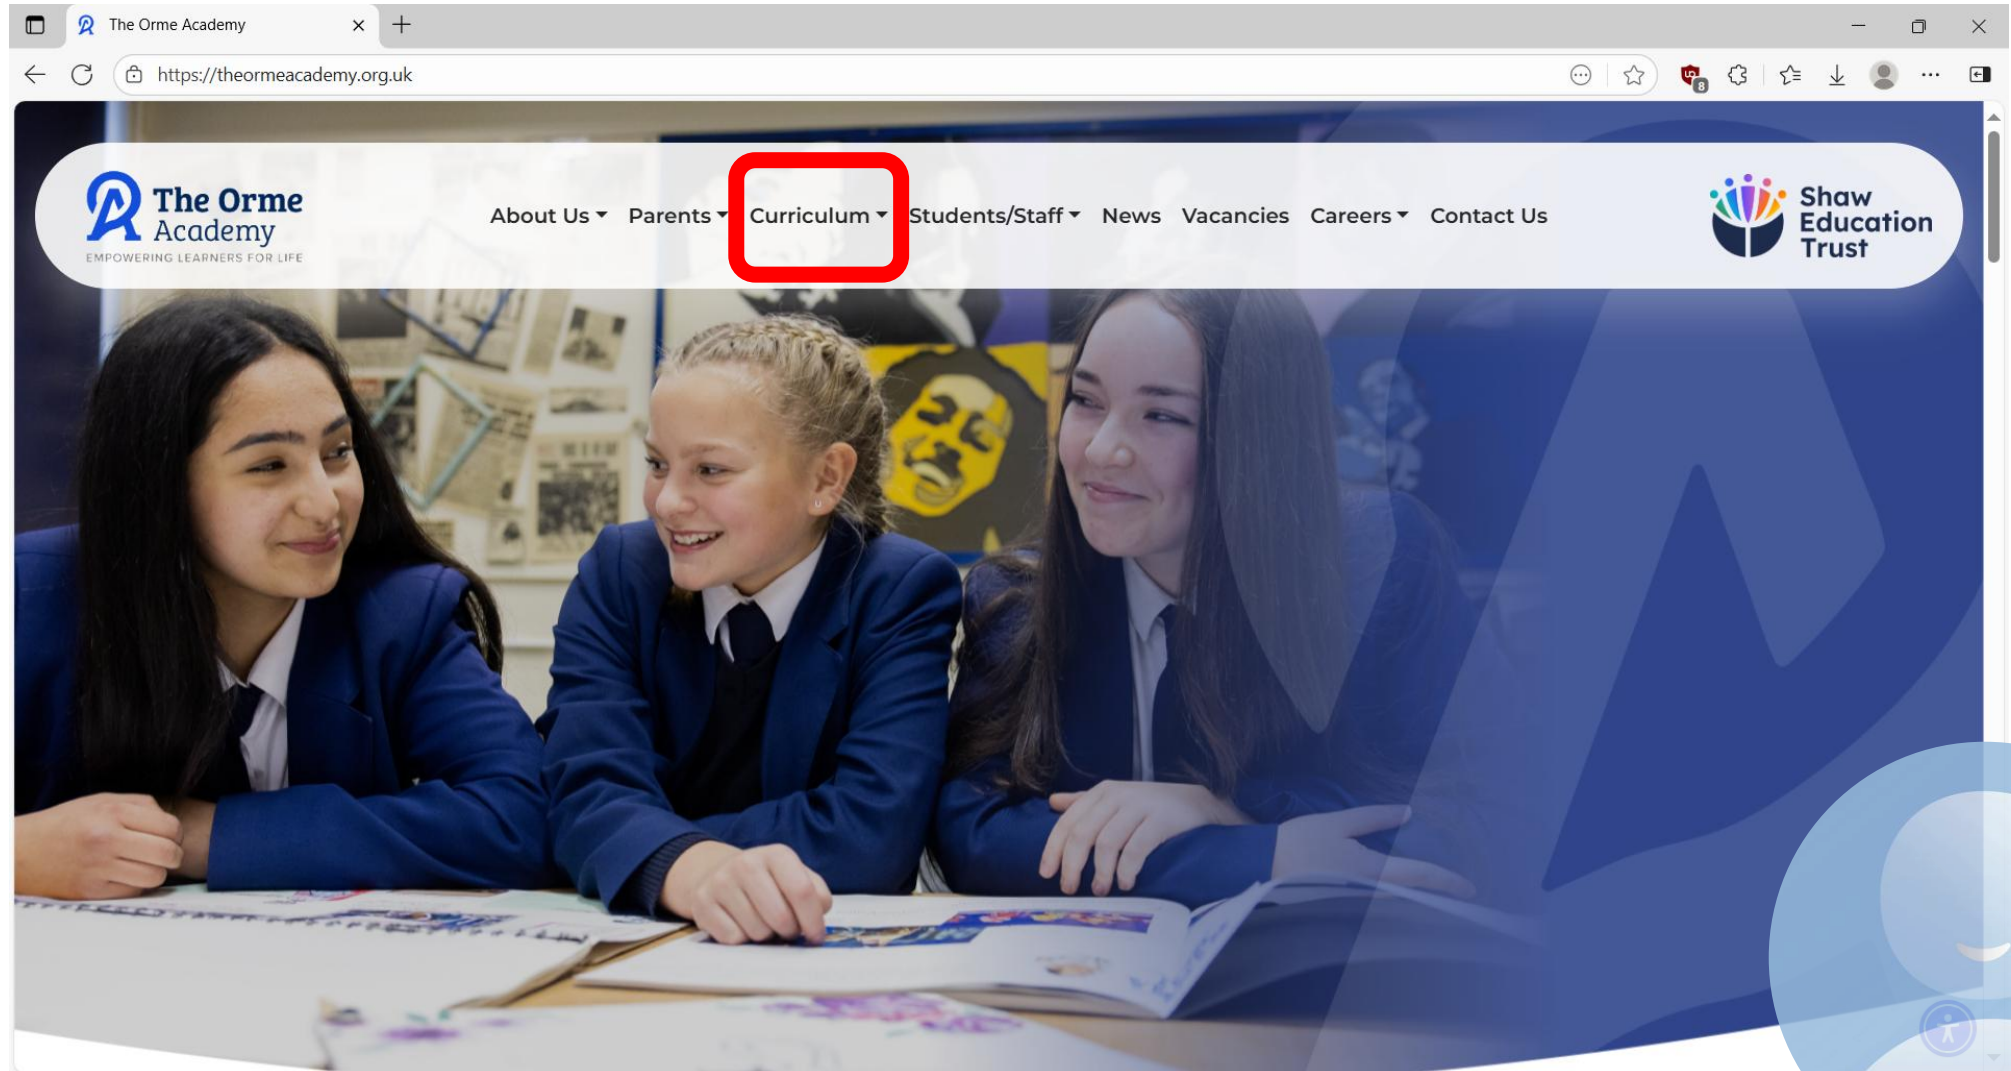 The Orme Academy
https://theormeacademy.org.uk
8
The Orme
Academy
EMPOWERING LEARNERS FOR LIFE
About Us Parents Curriculum Students/Staff News Vacancies Careers Contact Us
Shaw
Education
Trust